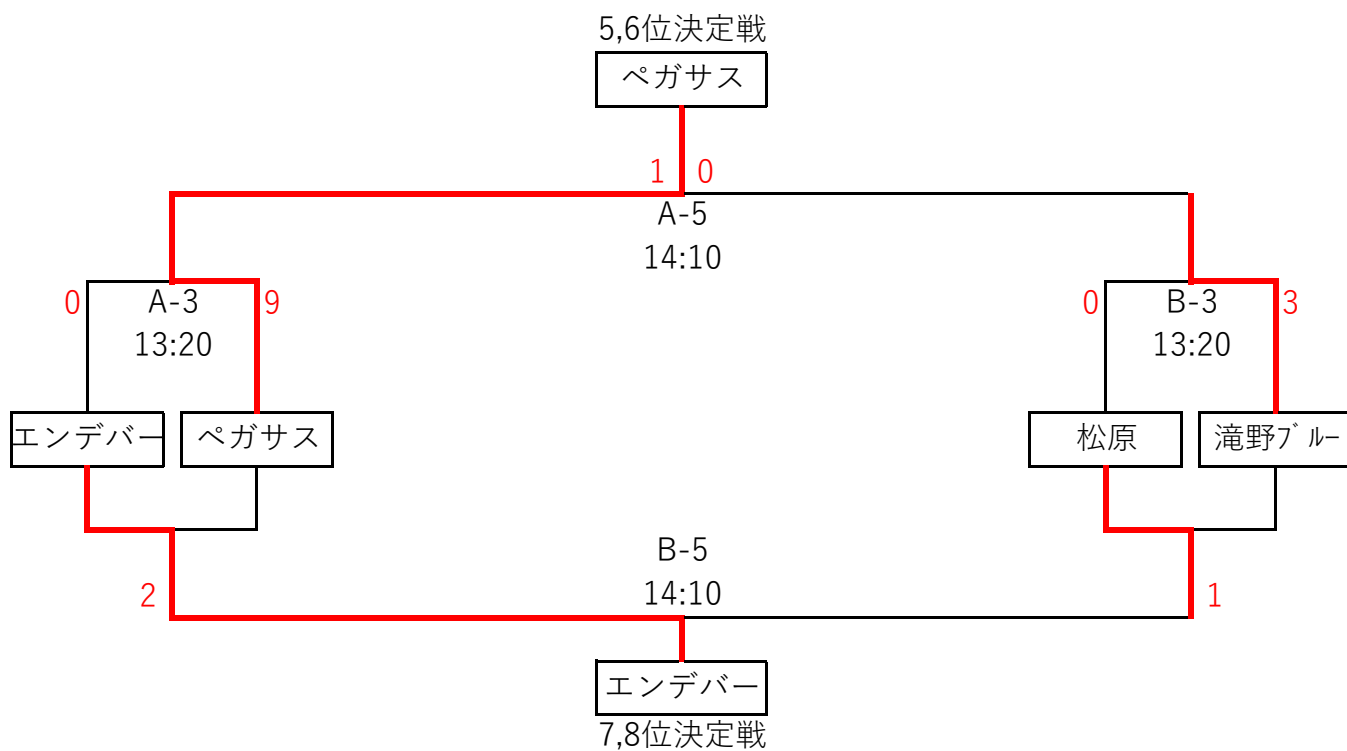 5,6位決定戦
ペガサス
1 0
A-5
14:10
0 A-3 9
13:20
0 B-3 3
13:20
エンデバー ペガサス
松原 滝野ブルー
B-5
14:10
2
1
エンデバー
7,8位決定戦